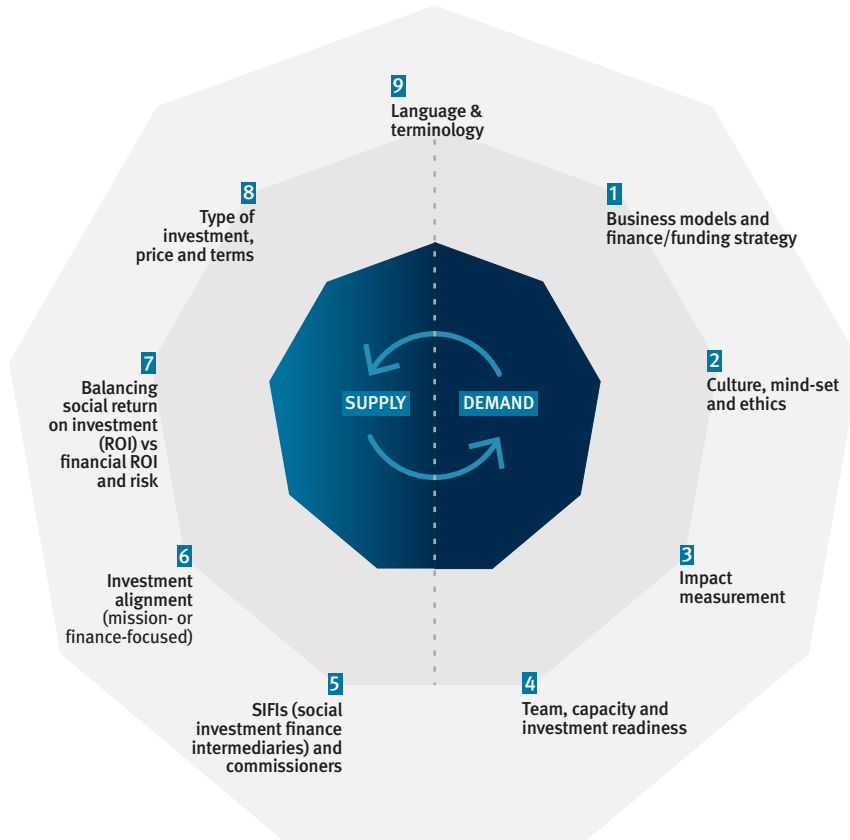 9
Language &
terminology
8
Type of
investment,
price and terms
1
Business models and
finance/funding strategy
7
Balancing
social return
on investment
(ROI) vs
financial ROI
and risk
SUPPLY
DEMAND
2
Culture, mind-set
and ethics
6
Investment
alignment
(mission- or
finance-focused)
3
Impact
measurement
5
SIFIs (social
investment finance
intermediaries) and
commissioners
4
Team, capacity and
investment readiness